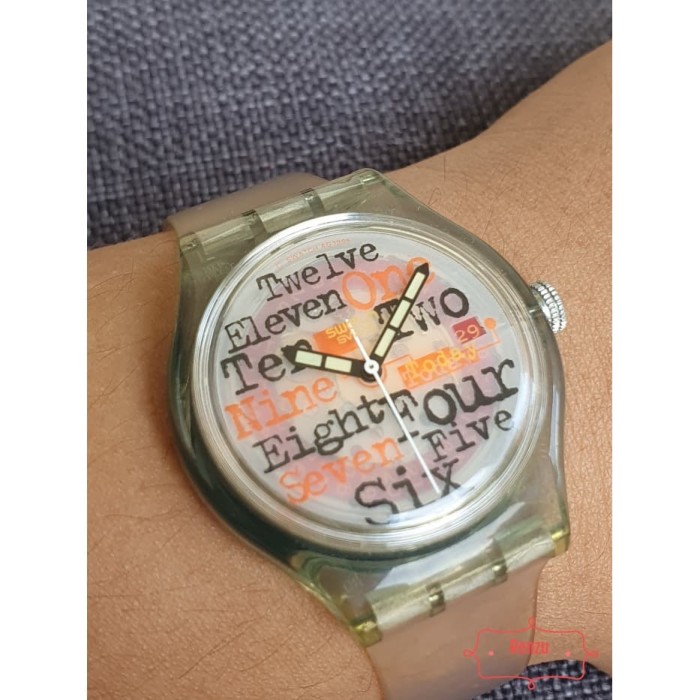 Twelve
Eleven One
Ten TWO
29
Today
Nine
Eight Four
Seven Five
Six